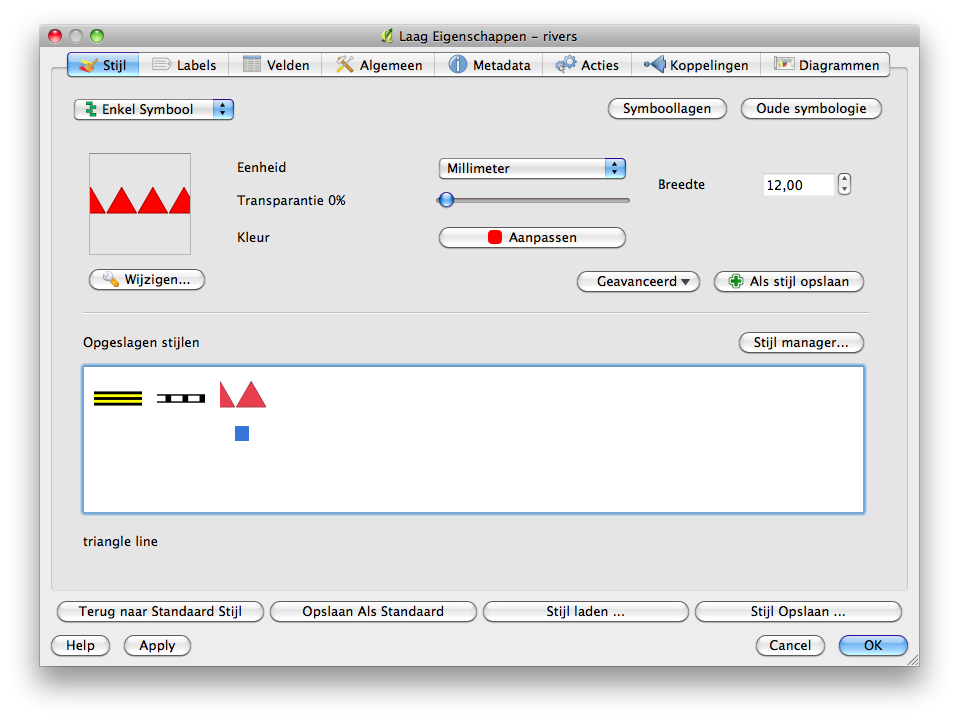 Laag Eigenschappen – rivers
Stijl Labels Velden Algemeen Metadata Acties Koppelingen Diagrammen
Enkel Symbool Symboollagen Oude symbologie
Eenheid Millimeter
Breedte 12,00
Transparantie 0%
Kleur Aanpassen
Wijzigen... Geavanceerd Als stijl opslaan
Opgeslagen stijlen Stijl manager...
triangle line
Terug naar Standaard Stijl Opslaan Als Standaard Stijl laden ... Stijl Opslaan ...
Help Apply Cancel OK